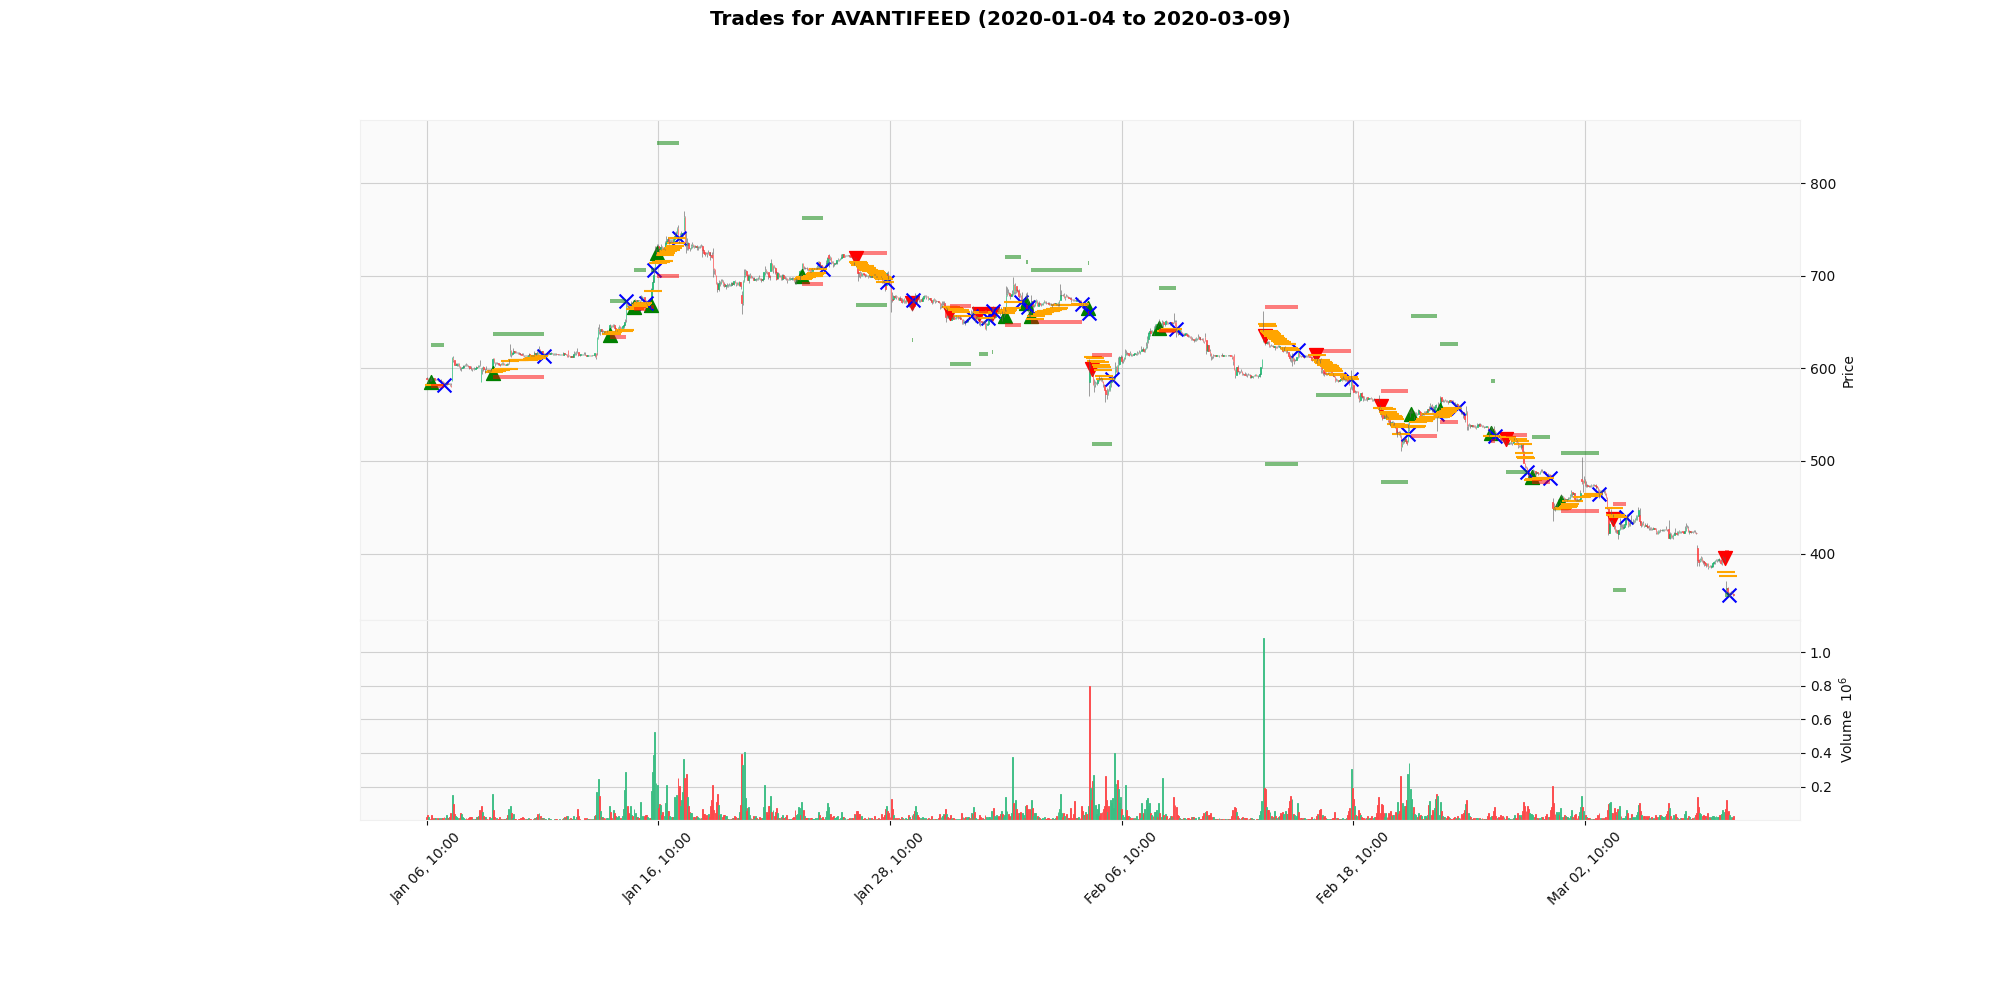 Trades for AVANTIFEED (2020-01-04 to 2020-03-09)
800
700
600
500
400
Price
1.0
0.8
0.6
0.4
0.2
Volume 10^6
Jan 06, 10:00
Jan 16, 10:00
Jan 28, 10:00
Feb 06, 10:00
Feb 18, 10:00
Mar 02, 10:00